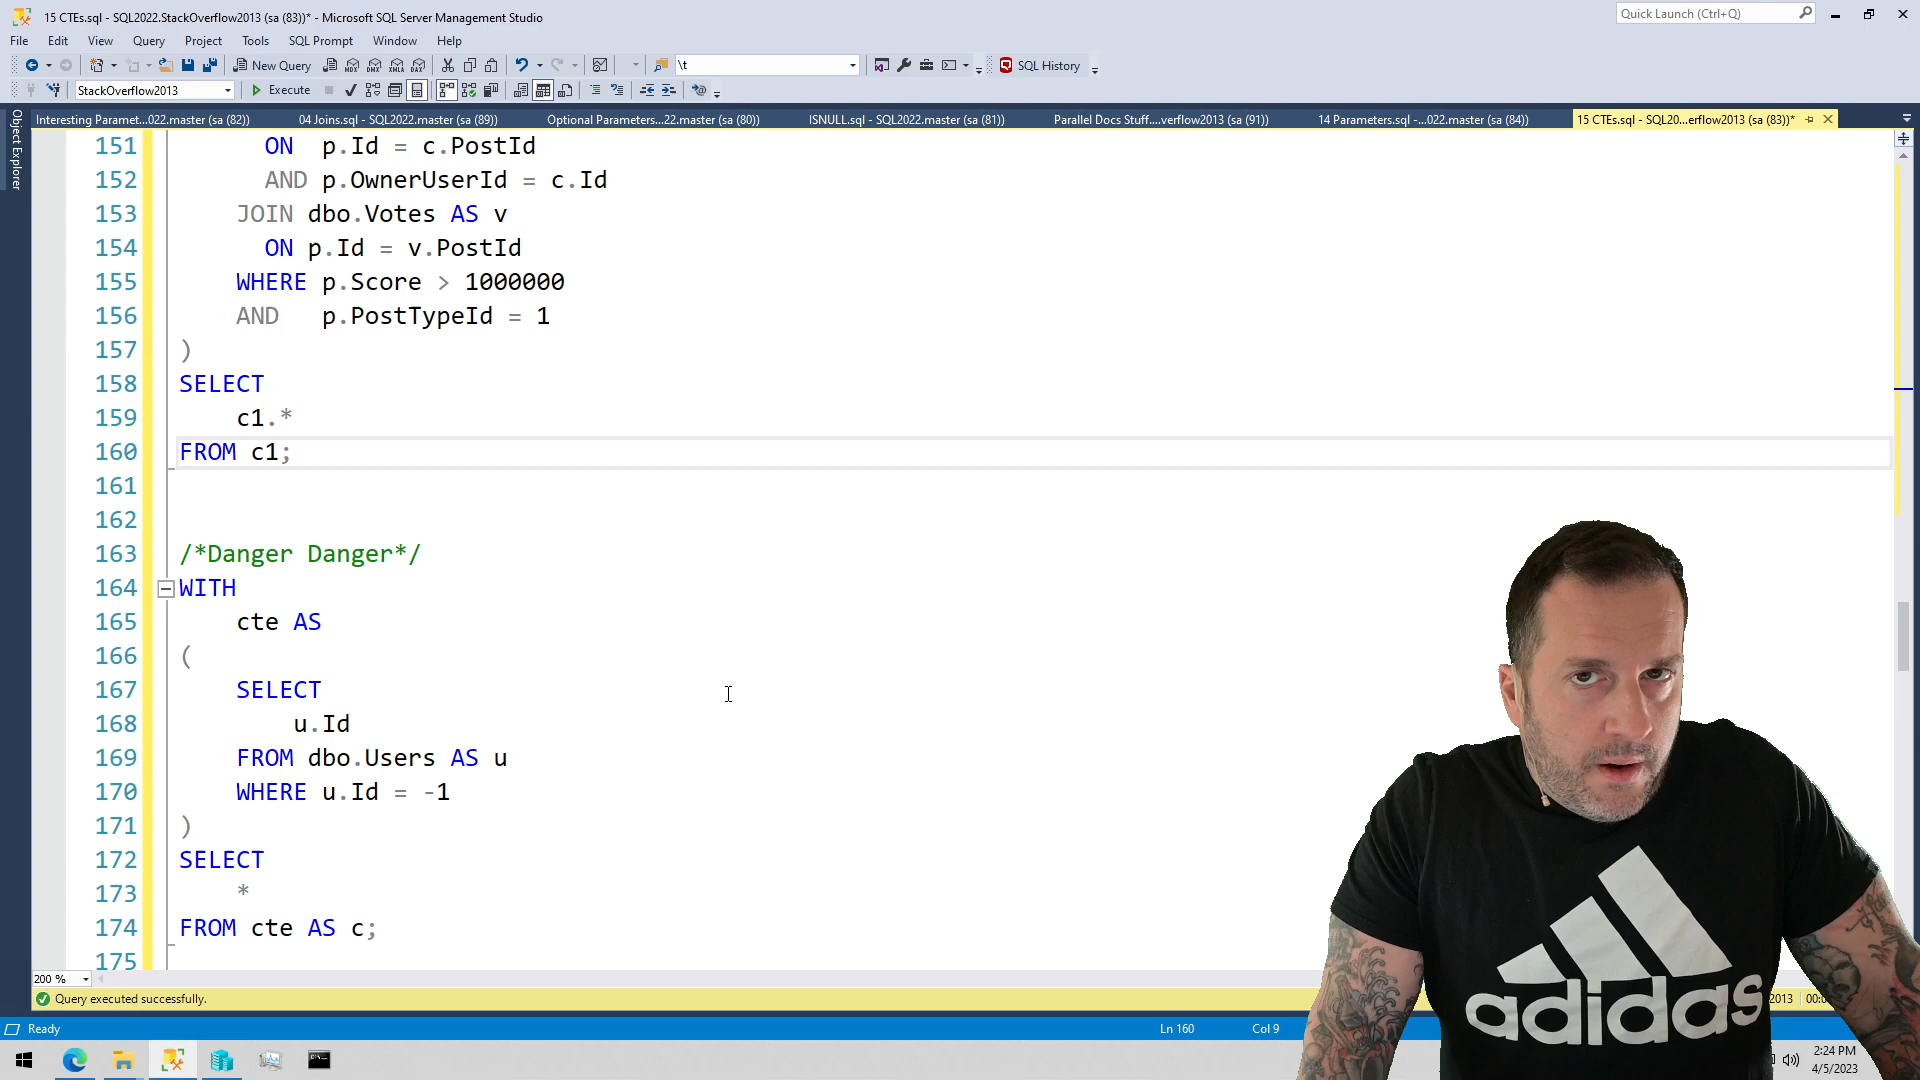 15 CTEs.sql - SQL2022.StackOverflow2013 (sa (83))* - Microsoft SQL Server Management Studio
Quick Launch (Ctrl+Q)
File Edit View Query Project Tools SQL Prompt Window Help
New Query
MDX DMX XMLA DAX
\t
SQL History
StackOverflow2013
Execute
Interesting Paramet...022.master (sa (82))
04 Joins.sql - SQL2022.master (sa (89))
Optional Parameters...22.master (sa (80))
ISNULL.sql - SQL2022.master (sa (81))
Parallel Docs Stuff....verflow2013 (sa (91))
14 Parameters.sql -...022.master (sa (84))
15 CTEs.sql - SQL20...erflow2013 (sa (83))*
Object Explorer
151 ON p.Id = c.PostId
152 AND p.OwnerUserId = c.Id
153 JOIN dbo.Votes AS v
154 ON p.Id = v.PostId
155 WHERE p.Score > 1000000
156 AND p.PostTypeId = 1
157 )
158 SELECT
159 c1.*
160 FROM c1;
161
162
163 /*Danger Danger*/
164 WITH
165 cte AS
166 (
167 SELECT
168 u.Id
169 FROM dbo.Users AS u
170 WHERE u.Id = -1
171 )
172 SELECT
173 *
174 FROM cte AS c;
175
200 %
Query executed successfully.
2013 00:0
Ready
Ln 160
Col 9
adidas
2:24 PM
4/5/2023